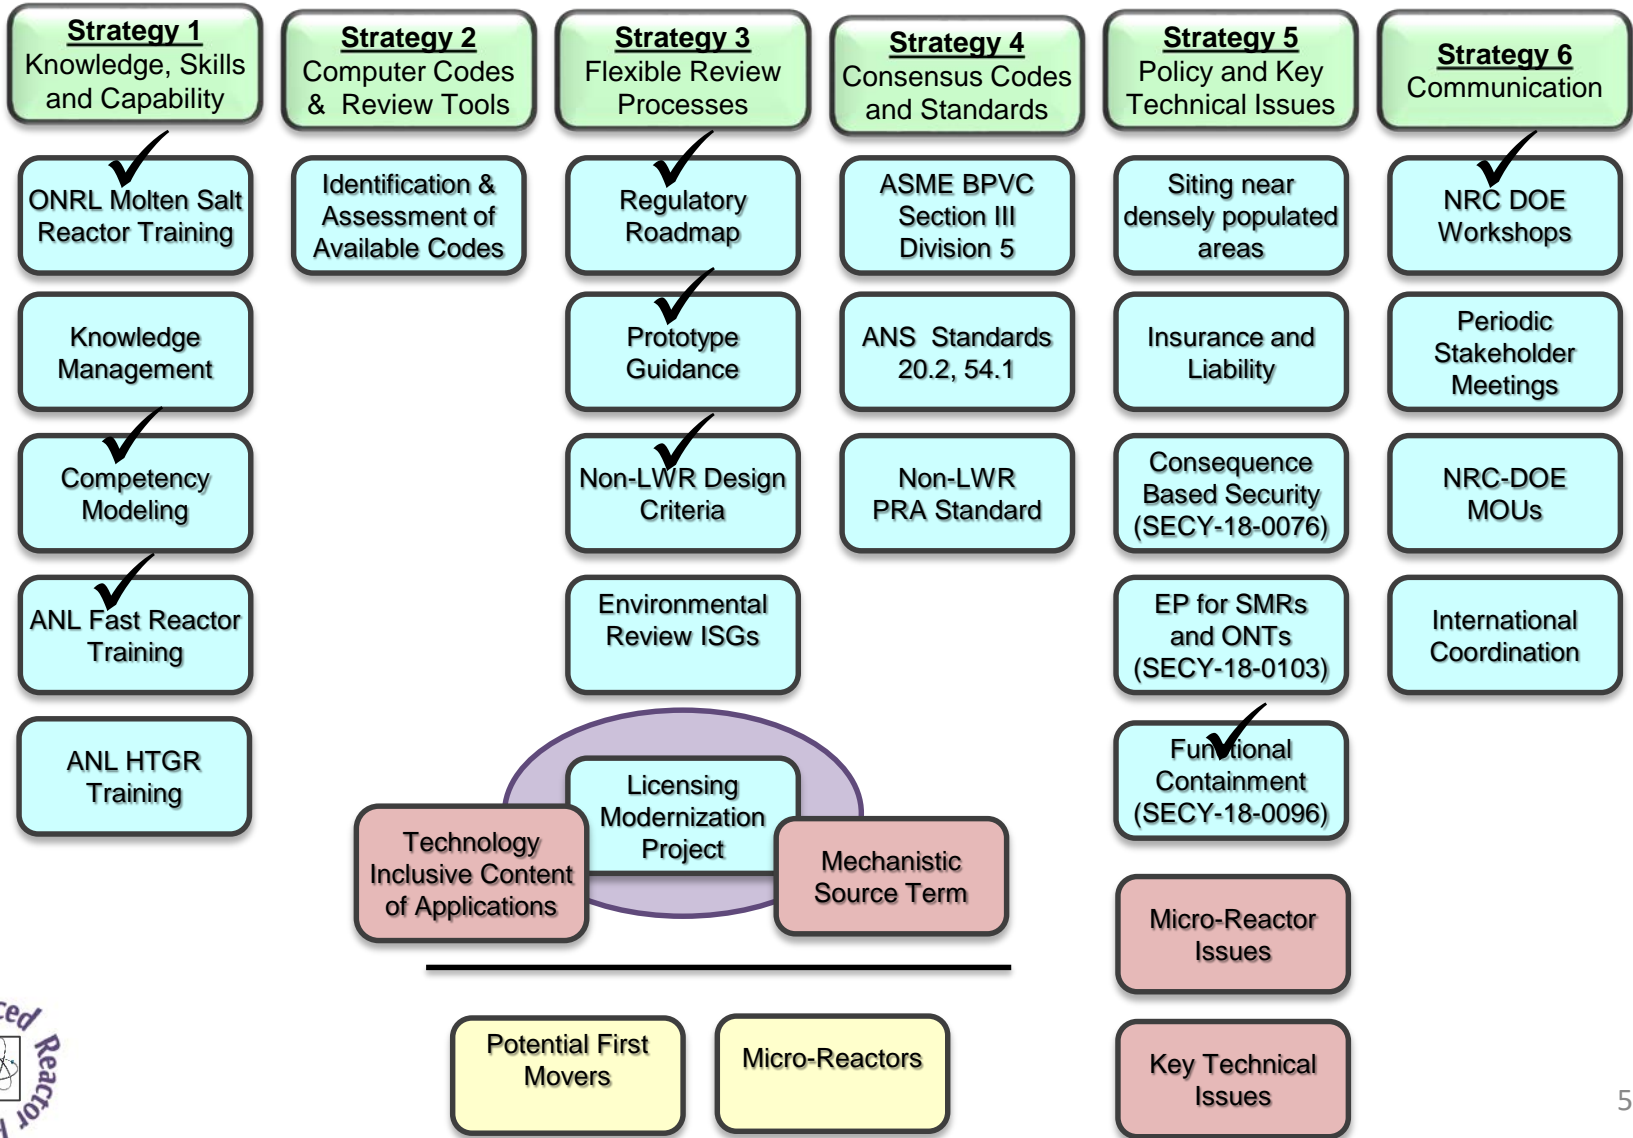 Strategy 1
Knowledge, Skills
and Capability
ONRL Molten Salt
Reactor Training
Knowledge
Management
Competency
Modeling
ANL Fast Reactor
Training
ANL HTGR
Training
Strategy 2
Computer Codes
& Review Tools
Identification &
Assessment of
Available Codes
Strategy 3
Flexible Review
Processes
Regulatory
Roadmap
Prototype
Guidance
Non-LWR Design
Criteria
Environmental
Review ISGs
Licensing
Modernization
Project
Technology
Inclusive Content
of Applications
Mechanistic
Source Term
Potential First
Movers
Micro-Reactors
Strategy 4
Consensus Codes
and Standards
ASME BPVC
Section III
Division 5
ANS Standards
20.2, 54.1
Non-LWR
PRA Standard
Strategy 5
Policy and Key
Technical Issues
Siting near
densely populated
areas
Insurance and
Liability
Consequence
Based Security
(SECY-18-0076)
EP for SMRs
and ONTs
(SECY-18-0103)
Functional
Containment
(SECY-18-0096)
Micro-Reactor
Issues
Key Technical
Issues
Strategy 6
Communication
NRC DOE
Workshops
Periodic
Stakeholder
Meetings
NRC-DOE
MOUs
International
Coordination
Reactor
5